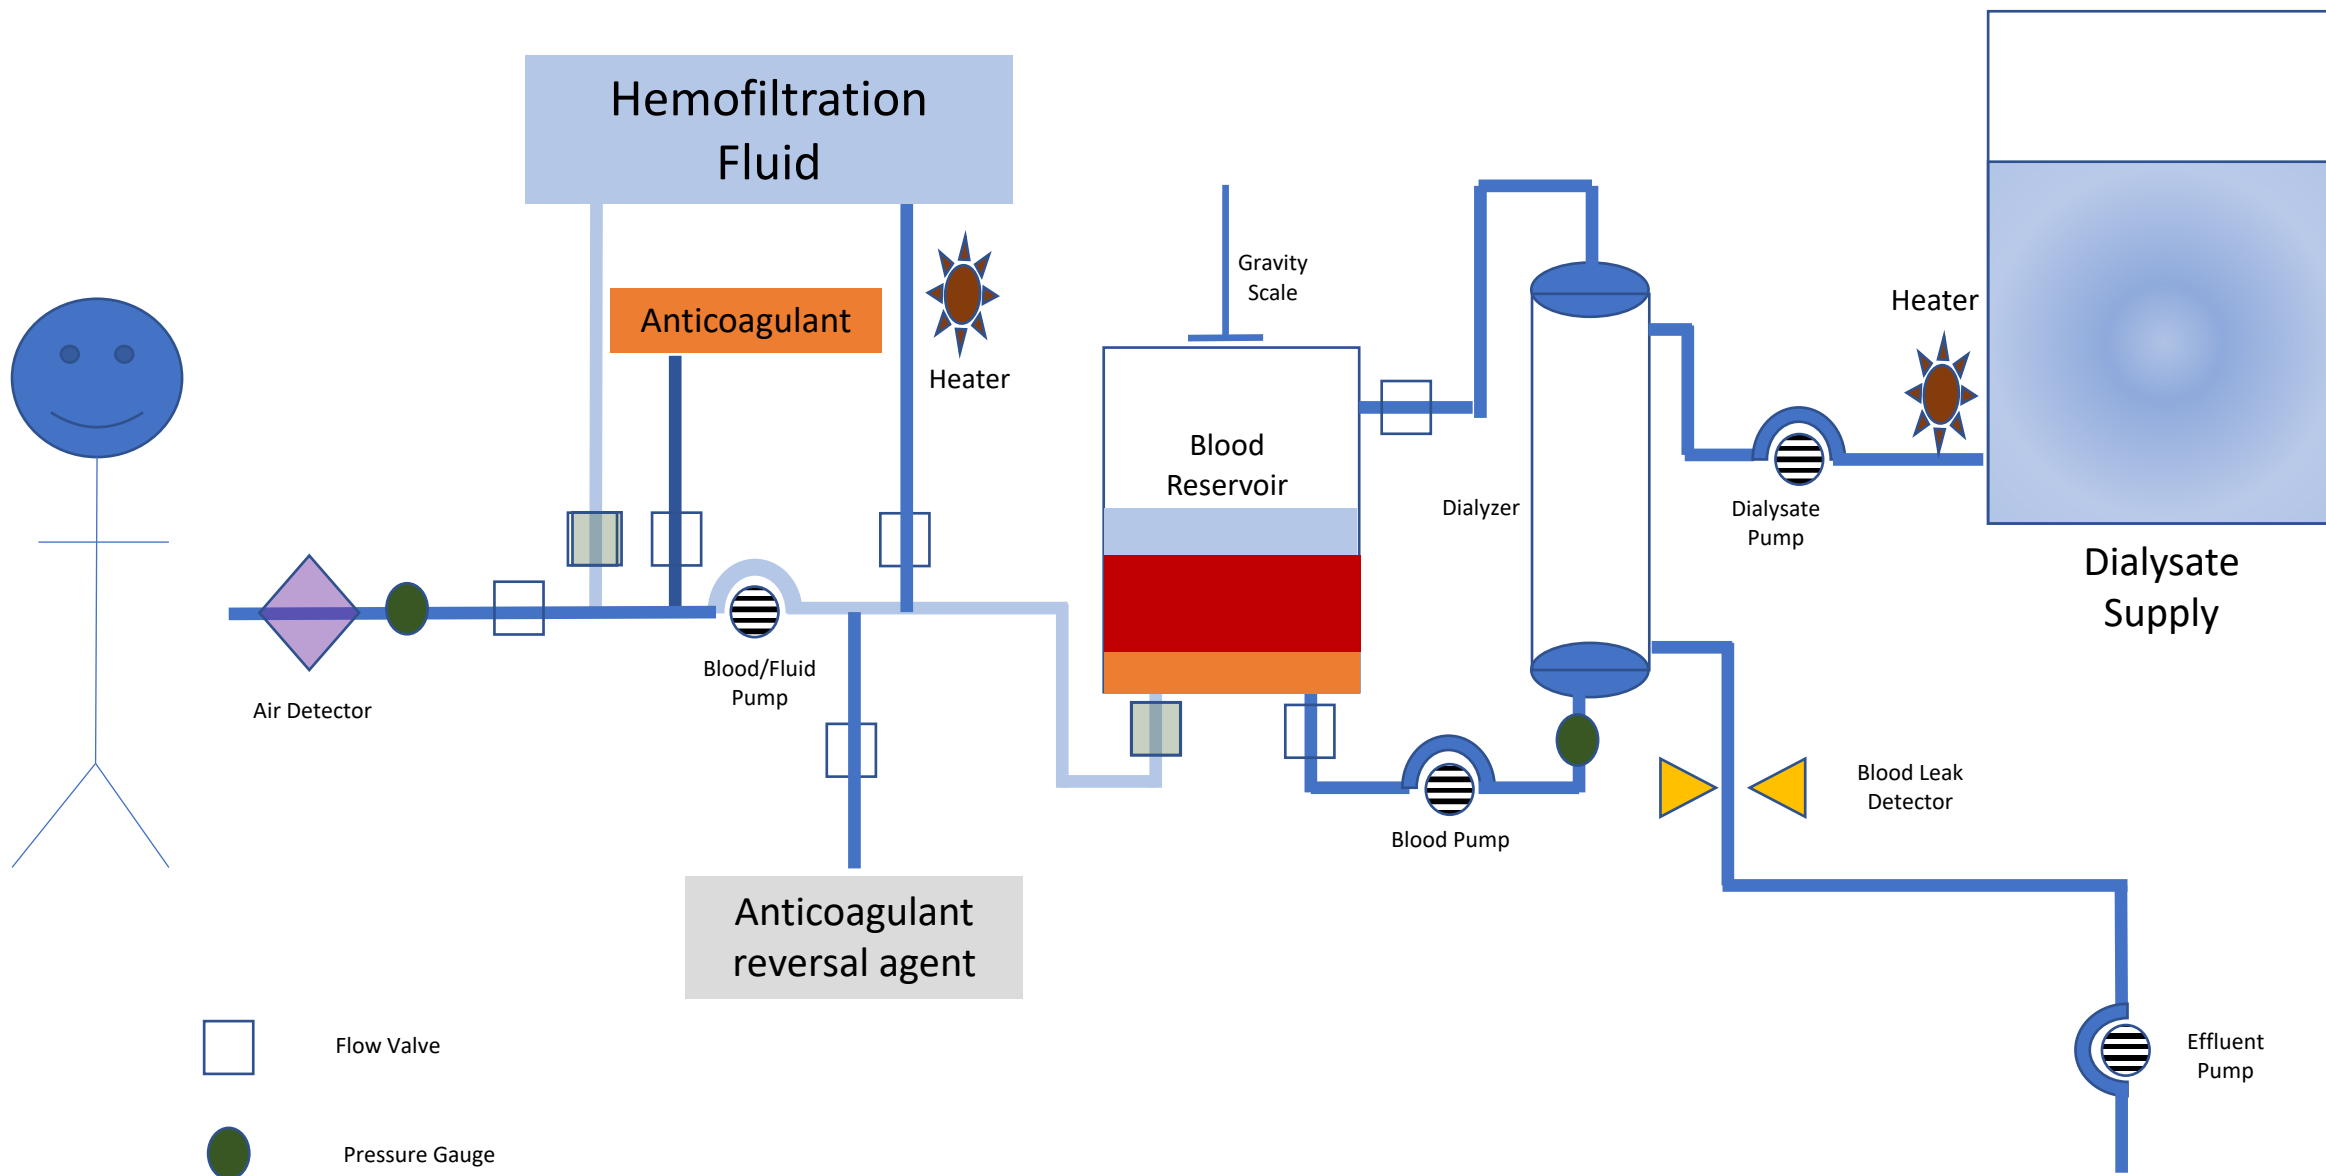 Hemofiltration
Fluid
Gravity
Scale
Heater
Anticoagulant
Heater
Blood
Reservoir
Dialyzer
Dialysate
Pump
Dialysate
Supply
Blood/Fluid
Pump
Air Detector
Blood Leak
Detector
Blood Pump
Anticoagulant
reversal agent
Flow Valve
Effluent
Pump
Pressure Gauge